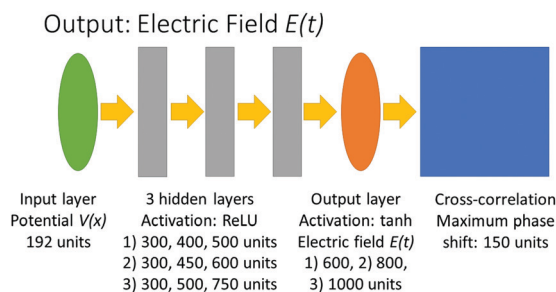 Output: Electric Field E(t)
Input layer
Potential V(x)
192 units
3 hidden layers
Activation: ReLU
1) 300, 400, 500 units
2) 300, 450, 600 units
3) 300, 500, 750 units
Output layer
Activation: tanh
Electric field E(t)
1) 600, 2) 800,
3) 1000 units
Cross-correlation
Maximum phase
shift: 150 units